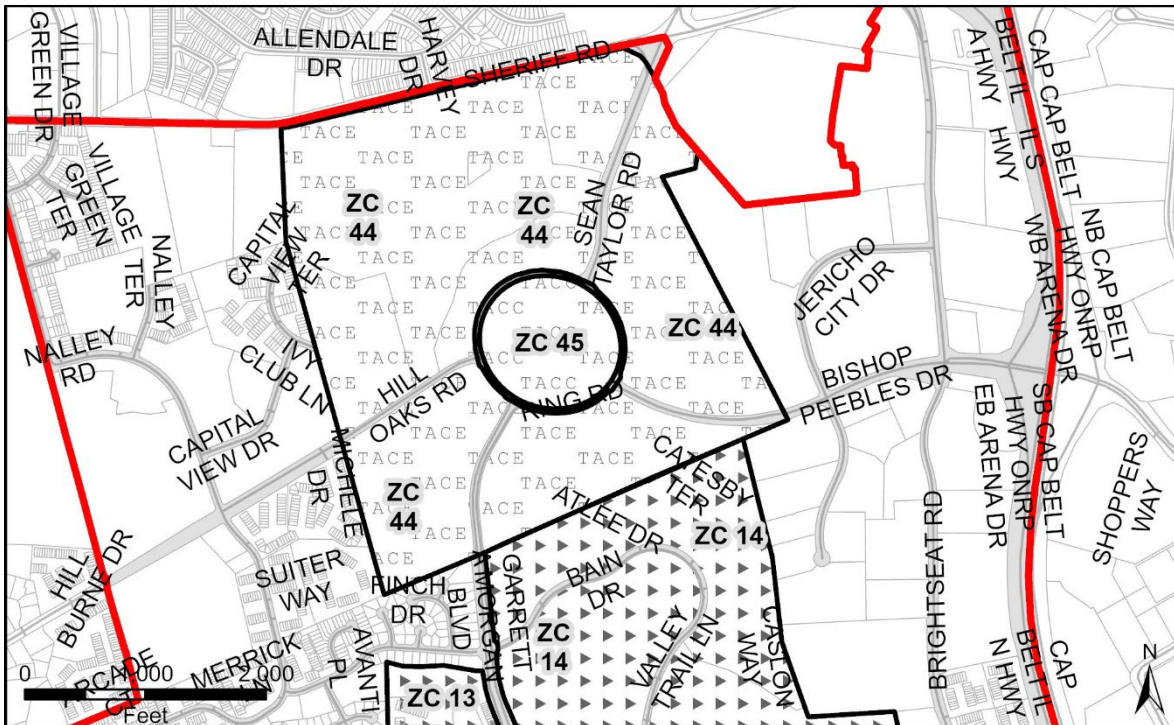 VILLAGE
GREEN DR
ALLENDALE
DR
HARVEY
DR
SHERIFF RD
CAP CAP BELT
BELT IL
A HWY
IL S
HWY
VILLAGE
GREEN
TER
NALLEY
TER
CAPITAL
VIEW
TER
ZC
44
ZC
44
SEAN
TAYLOR RD
TACE TACE TACE
JERICHO
CITY DR
NB CAP BELT
HWY ONRP
WB ARENA DR
NALLEY
RD
IVY
CLUB LN
ZC 45
TACC
TACC
RING RD
ZC 44
BISHOP
PEEBLES DR
CAPITAL
VIEW DR
HILL
OAKS RD
MICHELE
DR
ZC
44
CATESBY
TER
ATLEE DR
ZC 14
EB ARENA DR
HWY ONRP
SB CAP BELT
SHOPPERS
WAY
BRIGHTSEAT RD
HILL
BURNE DR
SUITER
WAY
FINCH
DR
BLVD
MORGAN
GARRETT
A
BAIN
DR
ZC
14
VALLEY
TRAIL LN
CASLON
WAY
MERRICK
LN
AVANTI
PL
ZC 13
BELT IL
N HWY
CAP
N
0 1,000 2,000
Feet